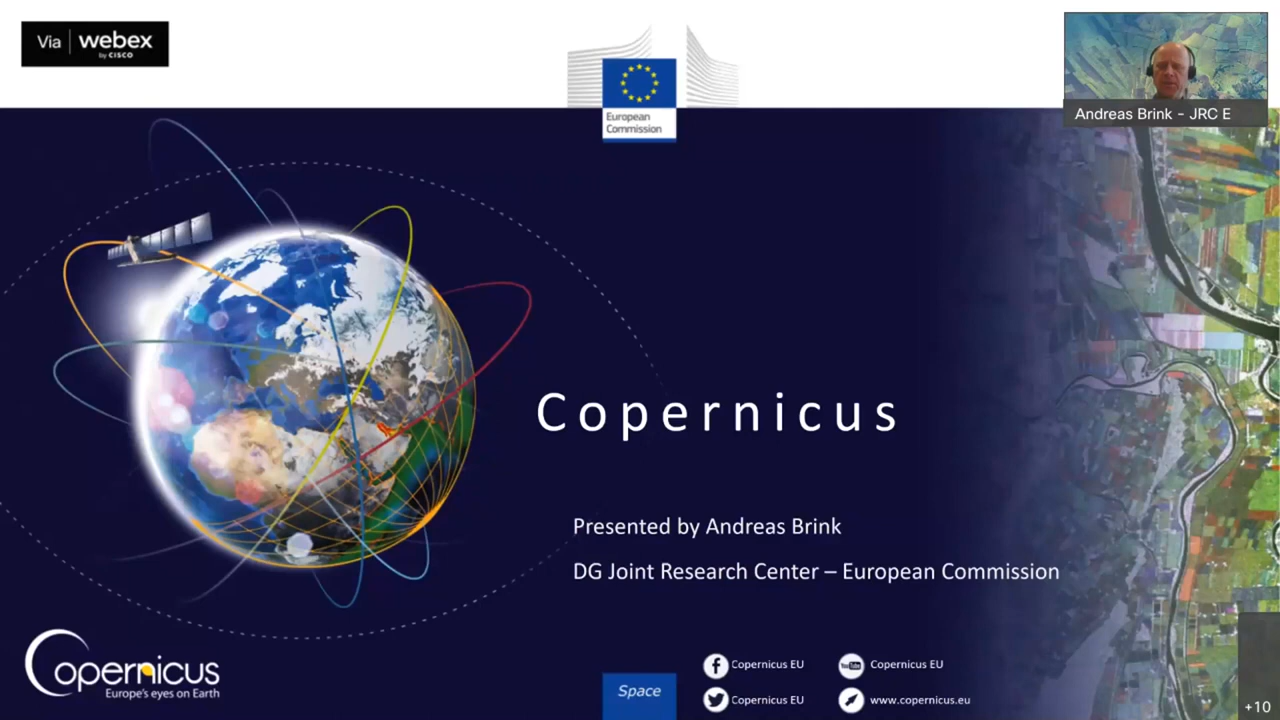 Via webex
by CISCO
European
Commission
Andreas Brink - JRC E
Copernicus
Presented by Andreas Brink
DG Joint Research Center – European Commission
Copernicus
Europe's eyes on Earth
Space
Copernicus EU
YouTube Copernicus EU
Copernicus EU
www.copernicus.eu
+10